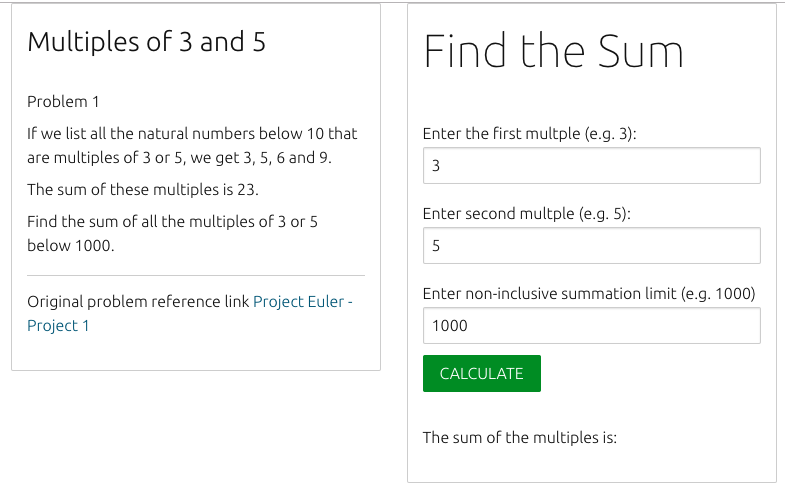 Multiples of 3 and 5
Problem 1
If we list all the natural numbers below 10 that
are multiples of 3 or 5, we get 3, 5, 6 and 9.
The sum of these multiples is 23.
Find the sum of all the multiples of 3 or 5
below 1000.
Original problem reference link Project Euler -
Project 1
Find the Sum
Enter the first multple (e.g. 3):
3
Enter second multple (e.g. 5):
5
Enter non-inclusive summation limit (e.g. 1000)
1000
CALCULATE
The sum of the multiples is: